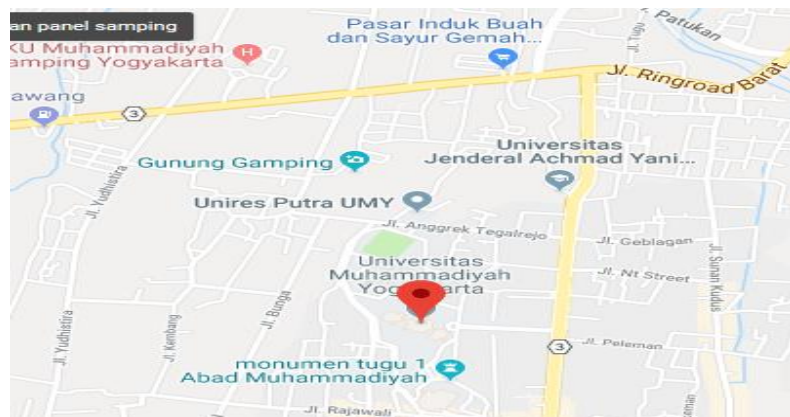 an panel samping
KU Muhammadiyah
amping Yogyakarta
H
Pasar Induk Buah
dan Sayur Gemah...
Jl. Tugu
Patukan
Jl. Ringroad Barat
awang
3
Gunung Gamping
Universitas
Jenderal Achmad Yani...
Jl. Yudhistira
Unires Putra UMY
Jl. Anggrek Tegalrejo
Jl. Geblagan
Universitas
Muhammadiyah
Jl. Nt Street
Jl. Sunan Kudus
Jl. Bunga
Jl. Yudhistira
Jl. Kembang
3
Jl. Peleman
monumen tugu 1
Abad Muhammadiyah
Jl. Rajawali